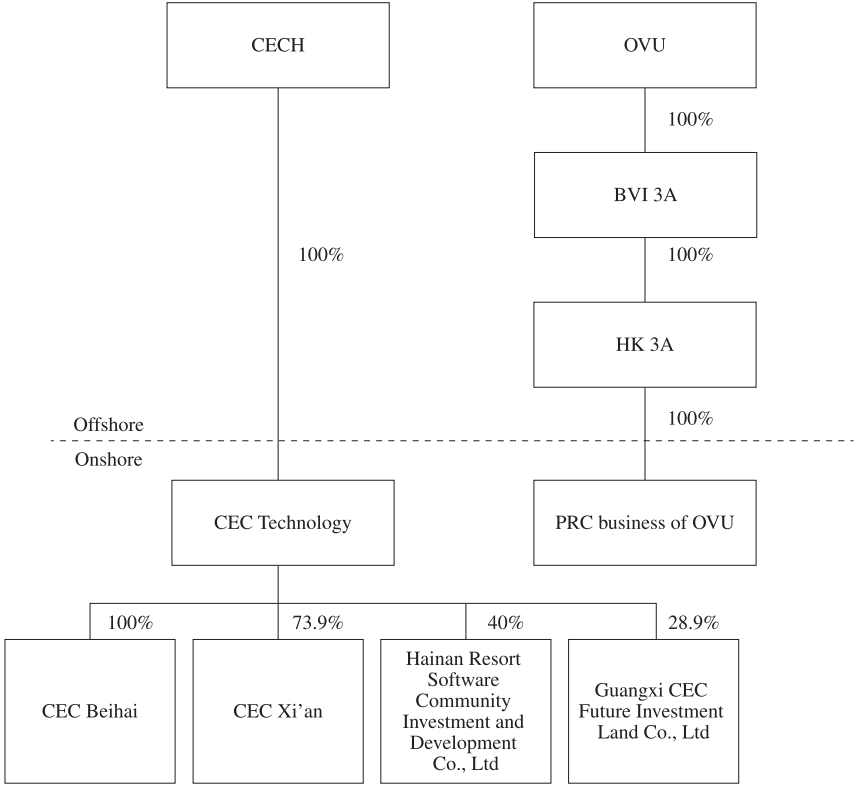 CECH
OVU
100%
BVI 3A
100%
100%
HK 3A
100%
Offshore
Onshore
CEC Technology
PRC business of OVU
100%
73.9%
40%
28.9%
CEC Beihai
CEC Xi’an
Hainan Resort
Software
Community
Investment and
Development
Co., Ltd
Guangxi CEC
Future Investment
Land Co., Ltd